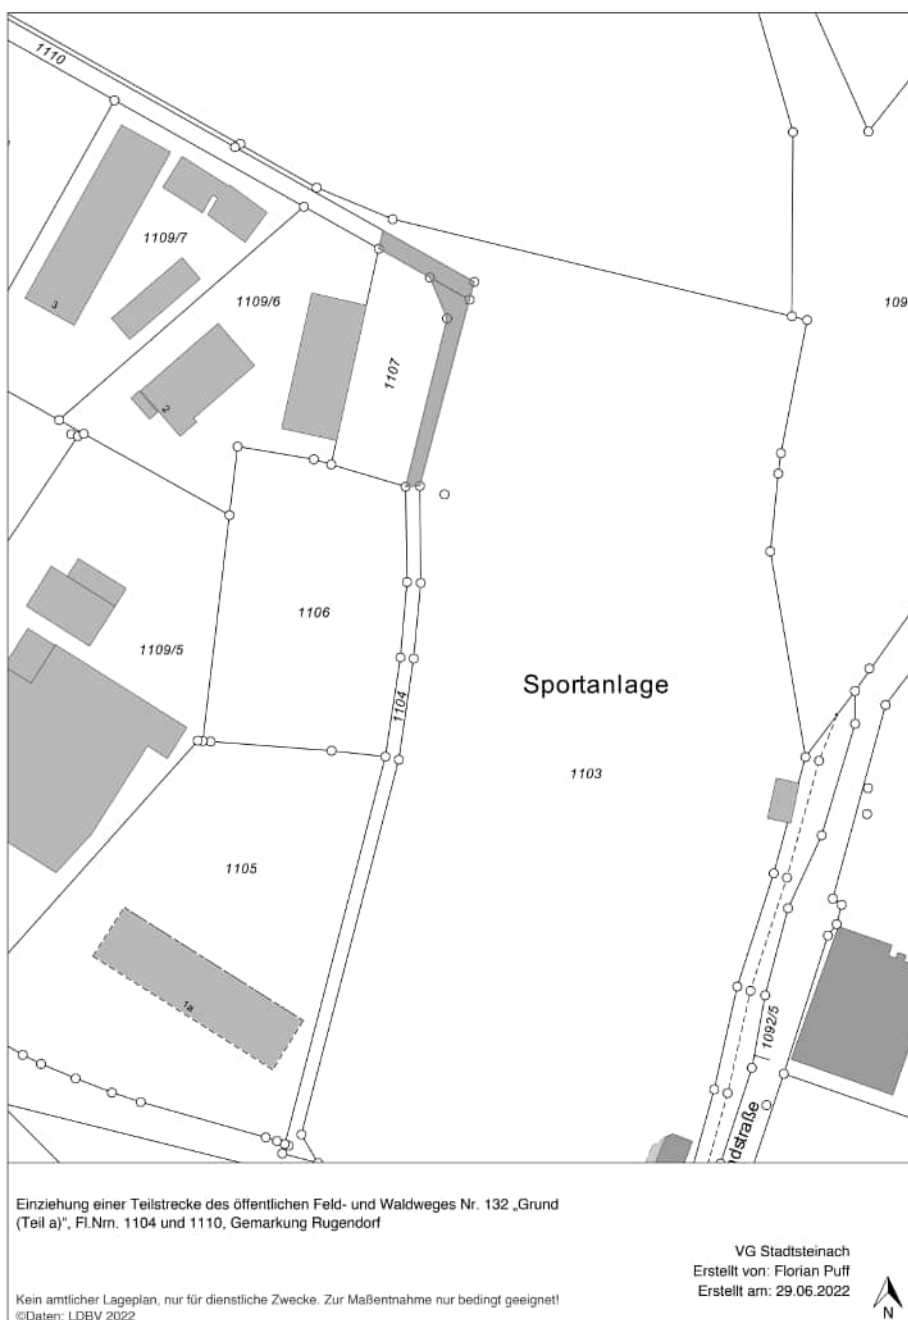 1110
1109/7
3
1109/6
2
1107
109
1106
1109/5
1104
Sportanlage
1103
1105
1a
1092/5
ndstraße
Einziehung einer Teilstrecke des öffentlichen Feld- und Waldweges Nr. 132 „Grund
(Teil a)", Fl.Nrn. 1104 und 1110, Gemarkung Rugendorf
VG Stadtsteinach
Erstellt von: Florian Puff
Erstellt am: 29.06.2022
Kein amtlicher Lageplan, nur für dienstliche Zwecke. Zur Maßentnahme nur bedingt geeignet!
©Daten: LDBV 2022
N